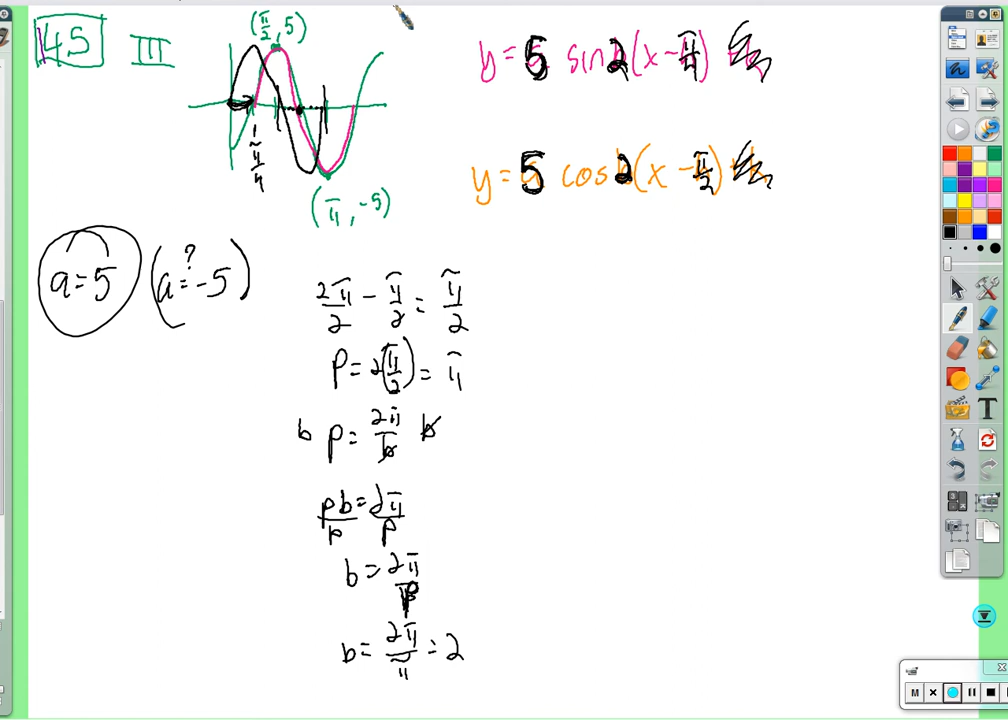 45 III
(π/2, 5)
π/4
(π, -5)
y = 5 sin 2(x - π/4)
y = 5 cos 2(x - π/2)
a = 5 (a =? -5)
2π/2 - π/2 = π/2
P = 2(π/2) = π
b P = 2π/b b
pb/p = 2π/p
b = 2π/p
b = 2π/π = 2
T
M